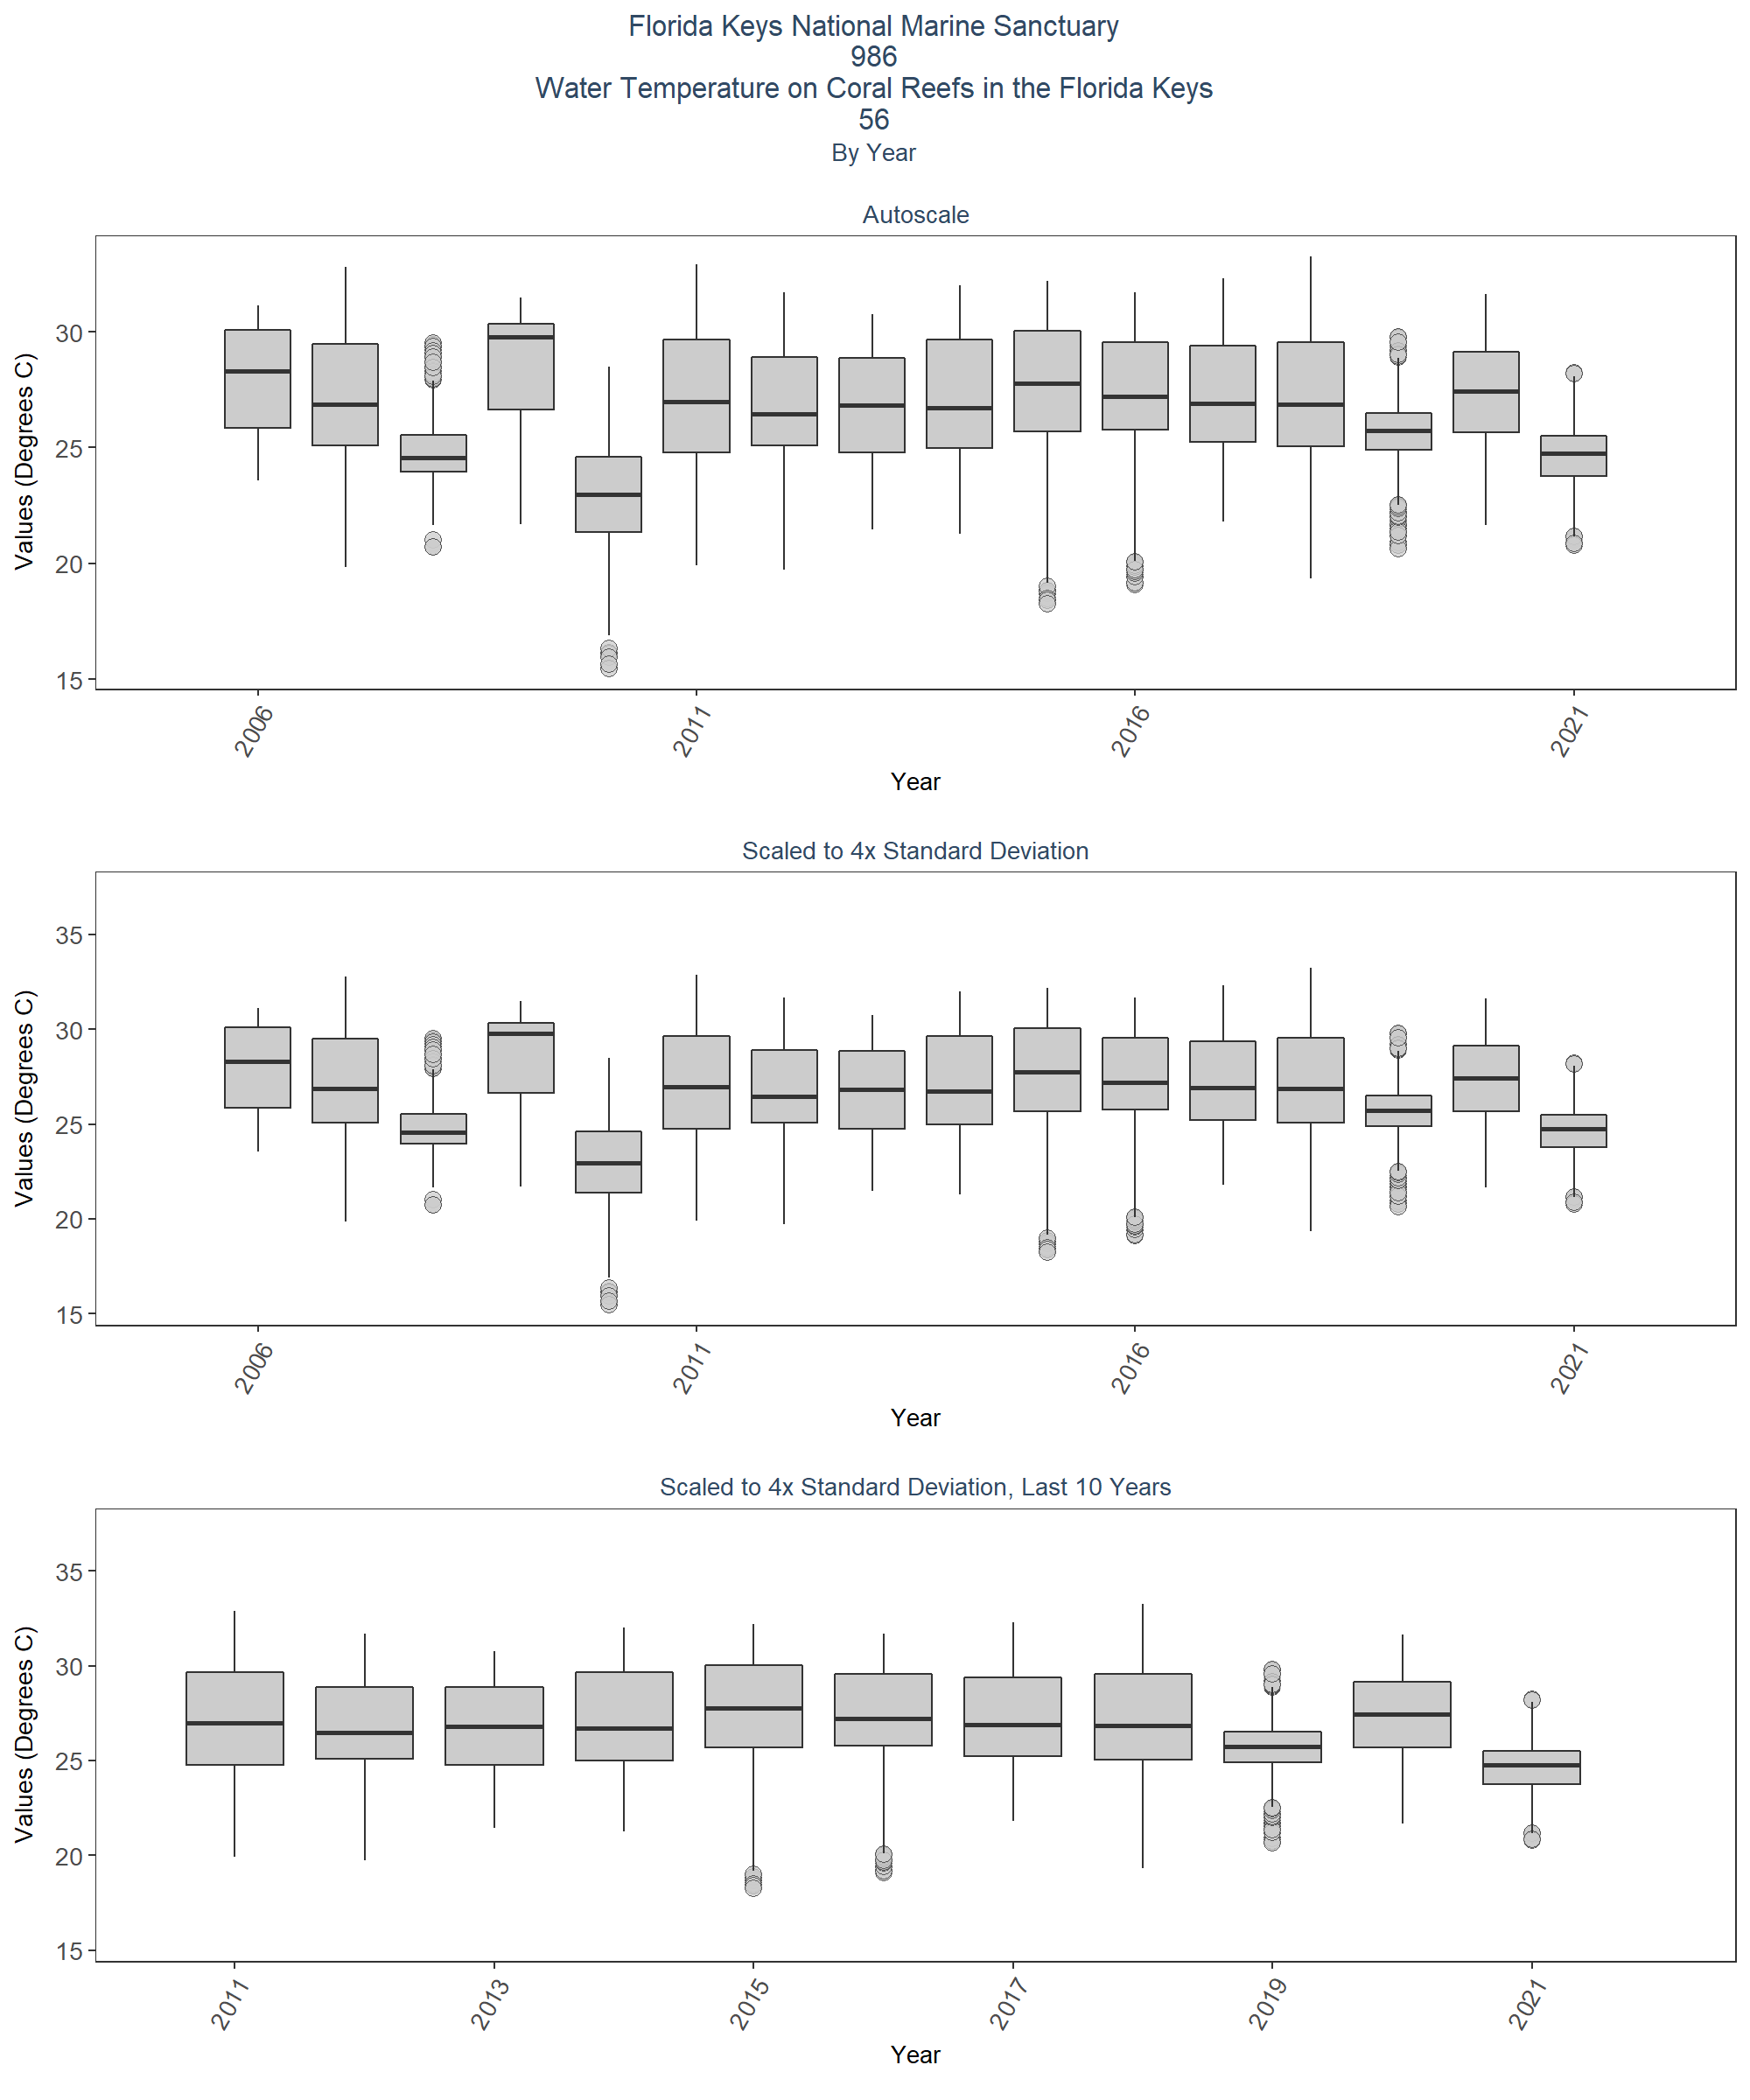 Florida Keys National Marine Sanctuary
986
Water Temperature on Coral Reefs in the Florida Keys
56
By Year
Autoscale
Values (Degrees C)
30
25
20
15
2006
2011
2016
2021
Year
Scaled to 4x Standard Deviation
Values (Degrees C)
35
30
25
20
15
2006
2011
2016
2021
Year
Scaled to 4x Standard Deviation, Last 10 Years
Values (Degrees C)
35
30
25
20
15
2011
2013
2015
2017
2019
2021
Year